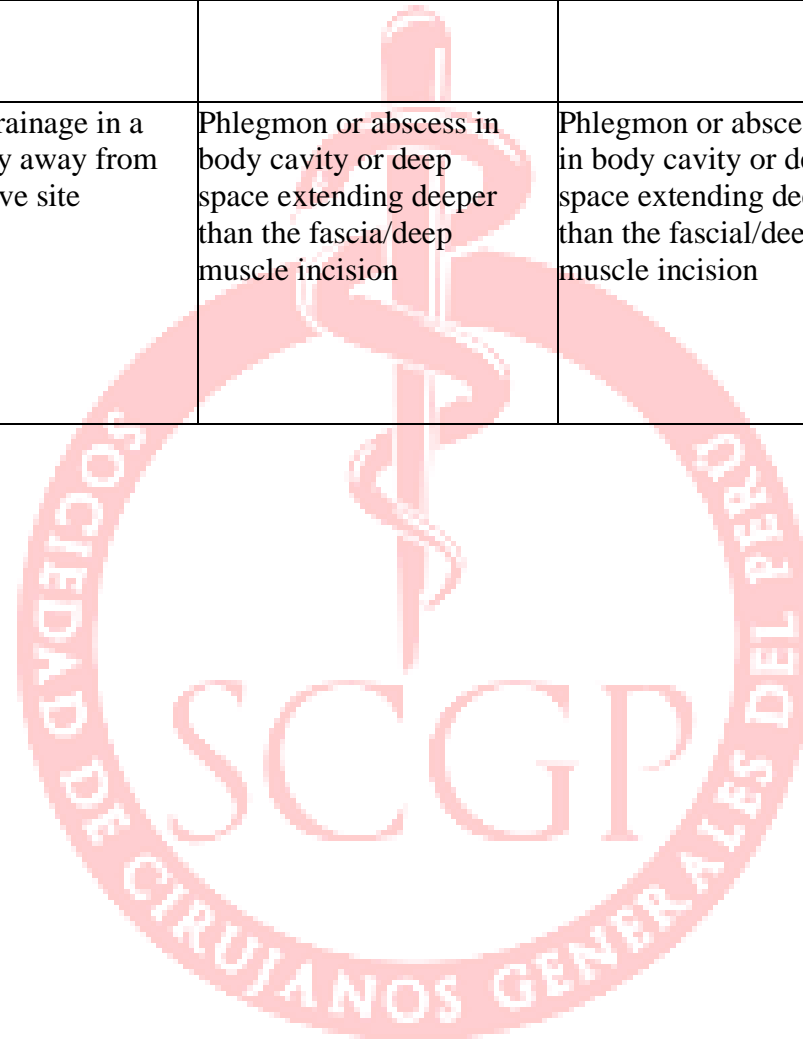 rainage in a
y away from
ve site
Phlegmon or abscess in
body cavity or deep
space extending deeper
than the fascia/deep
muscle incision
Phlegmon or absce
in body cavity or de
space extending dee
than the fascial/dee
muscle incision
SOCIEDAD DE CIRUJANOS GENERALES DEL PERÚ
SCGP